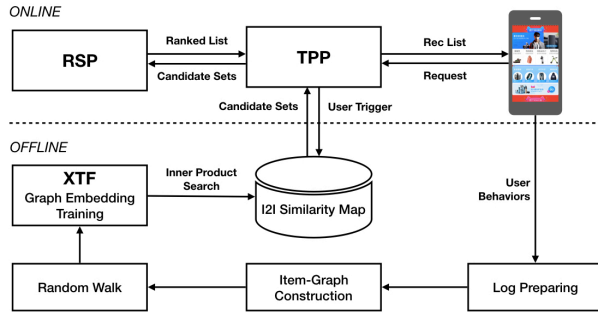 ONLINE
RSP
Ranked List
Candidate Sets
TPP
Rec List
Request
Candidate Sets
User Trigger
OFFLINE
XTF
Graph Embedding
Training
Inner Product
Search
I2I Similarity Map
User
Behaviors
Random Walk
Item-Graph
Construction
Log Preparing